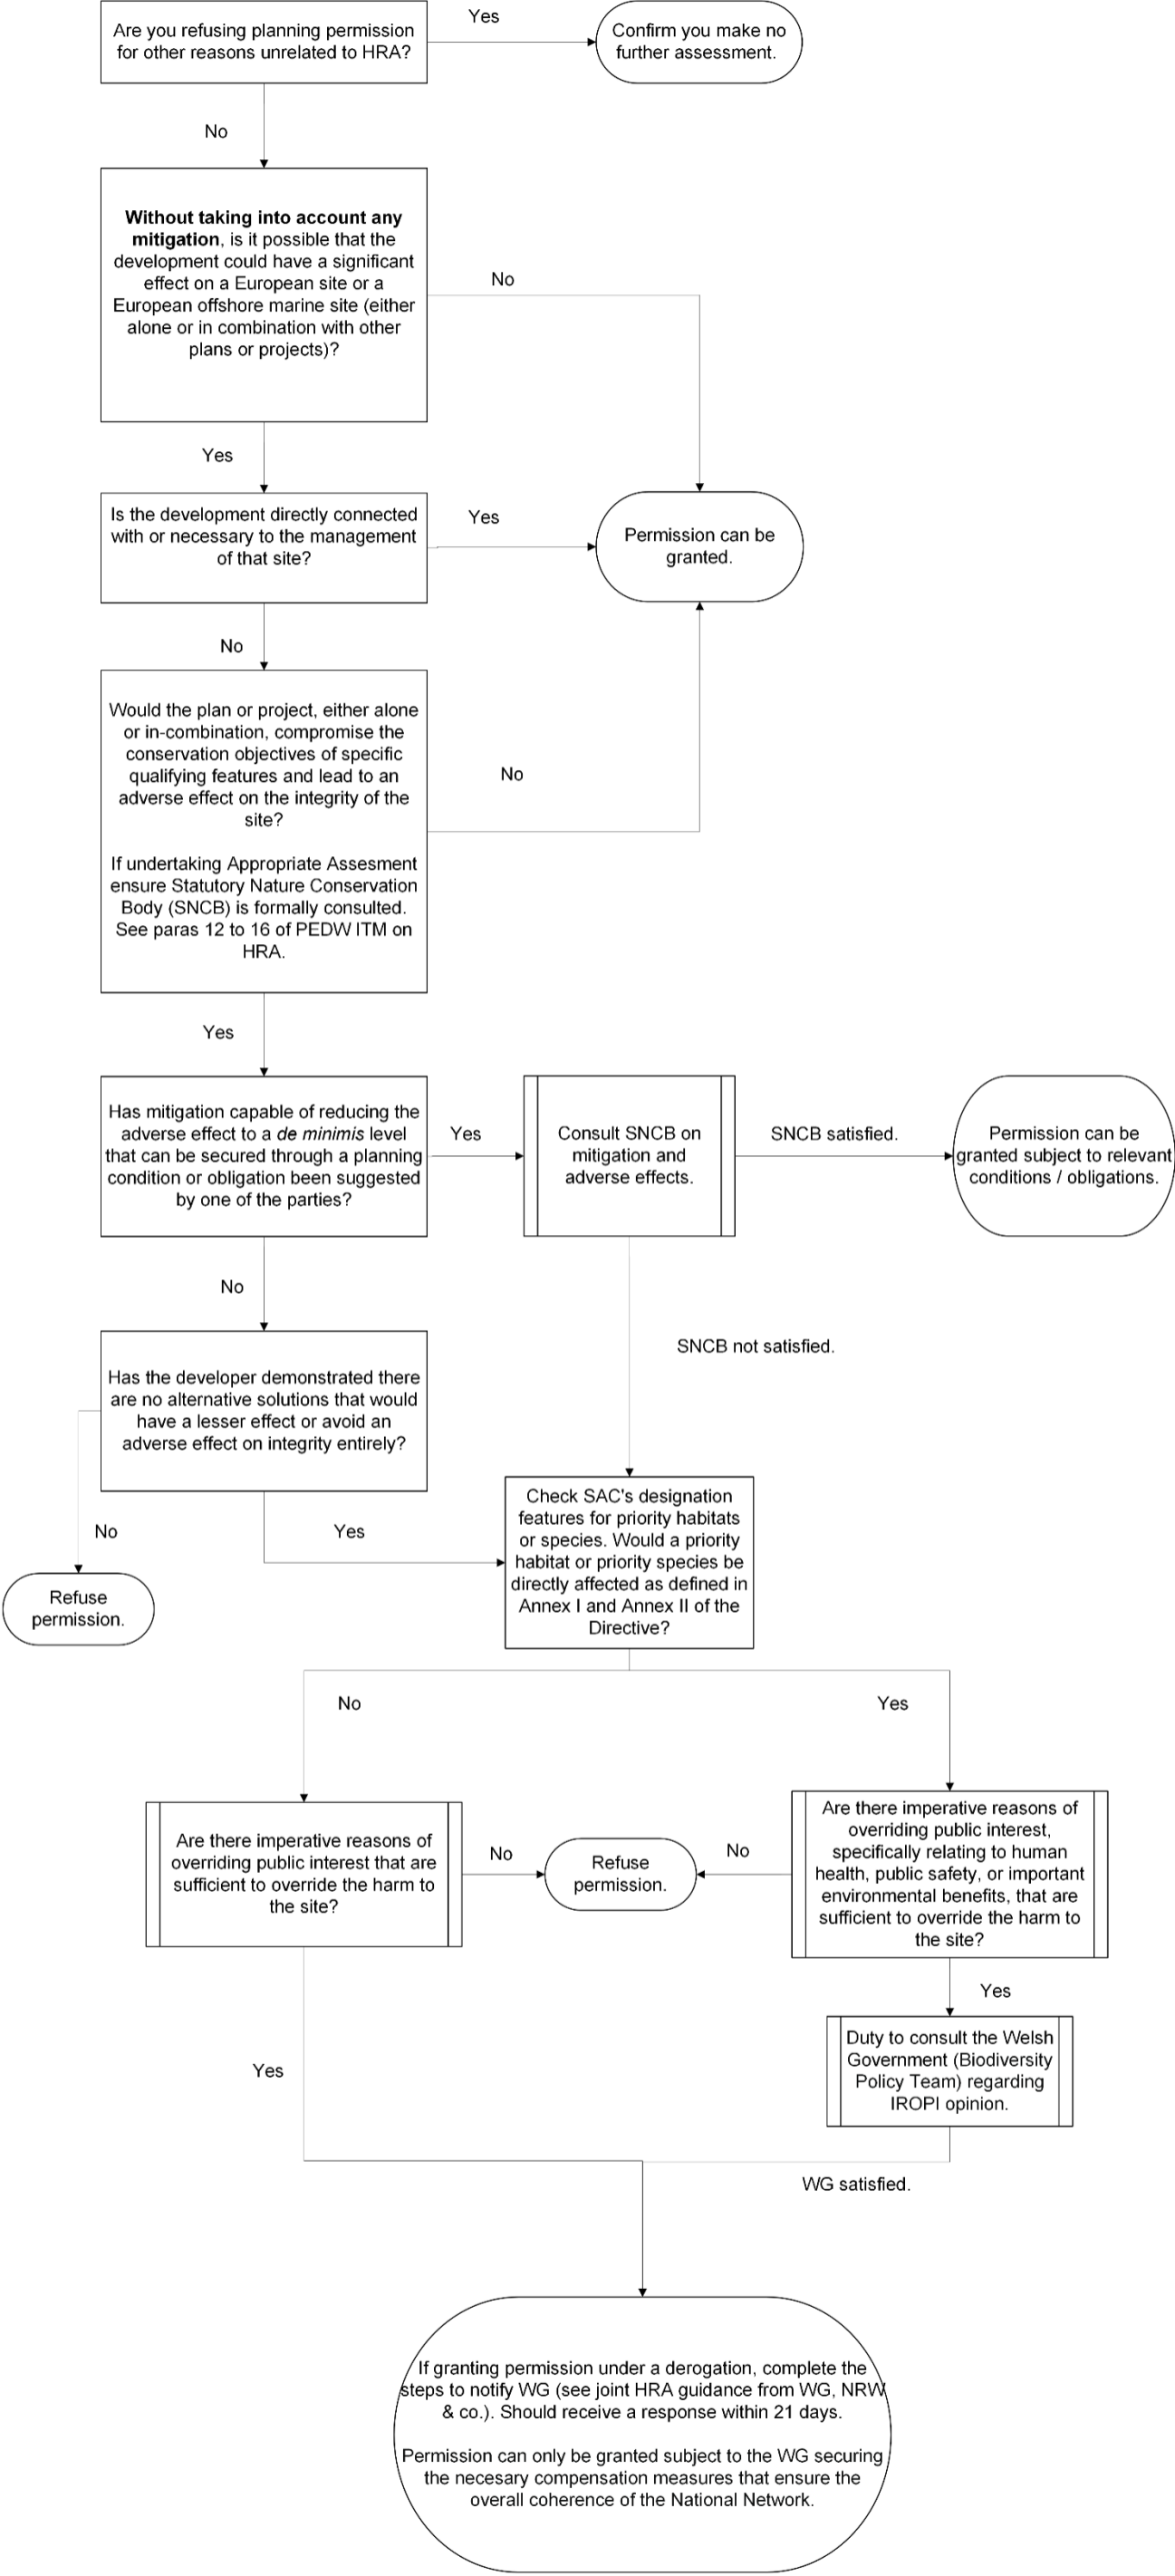 Are you refusing planning permission
for other reasons unrelated to HRA?
Yes
Confirm you make no
further assessment.
No
Without taking into account any
mitigation, is it possible that the
development could have a significant
effect on a European site or a
European offshore marine site (either
alone or in combination with other
plans or projects)?
No
Yes
Is the development directly connected
with or necessary to the management
of that site?
Yes
Permission can be
granted.
No
Would the plan or project, either alone
or in-combination, compromise the
conservation objectives of specific
qualifying features and lead to an
adverse effect on the integrity of the
site?
If undertaking Appropriate Assesment
ensure Statutory Nature Conservation
Body (SNCB) is formally consulted.
See paras 12 to 16 of PEDW ITM on
HRA.
No
Yes
Has mitigation capable of reducing the
adverse effect to a de minimis level
that can be secured through a planning
condition or obligation been suggested
by one of the parties?
Yes
Consult SNCB on
mitigation and
adverse effects.
SNCB satisfied.
Permission can be
granted subject to relevant
conditions / obligations.
No
SNCB not satisfied.
Has the developer demonstrated there
are no alternative solutions that would
have a lesser effect or avoid an
adverse effect on integrity entirely?
No
Yes
Refuse
permission.
Check SAC's designation
features for priority habitats
or species. Would a priority
habitat or priority species be
directly affected as defined in
Annex I and Annex II of the
Directive?
No
Yes
Are there imperative reasons of
overriding public interest that are
sufficient to override the harm to
the site?
No
Refuse
permission.
No
Are there imperative reasons of
overriding public interest,
specifically relating to human
health, public safety, or important
environmental benefits, that are
sufficient to override the harm to
the site?
Yes
Duty to consult the Welsh
Government (Biodiversity
Policy Team) regarding
IROPI opinion.
Yes
WG satisfied.
If granting permission under a derogation, complete the
steps to notify WG (see joint HRA guidance from WG, NRW
& co.). Should receive a response within 21 days.
Permission can only be granted subject to the WG securing
the necesary compensation measures that ensure the
overall coherence of the National Network.